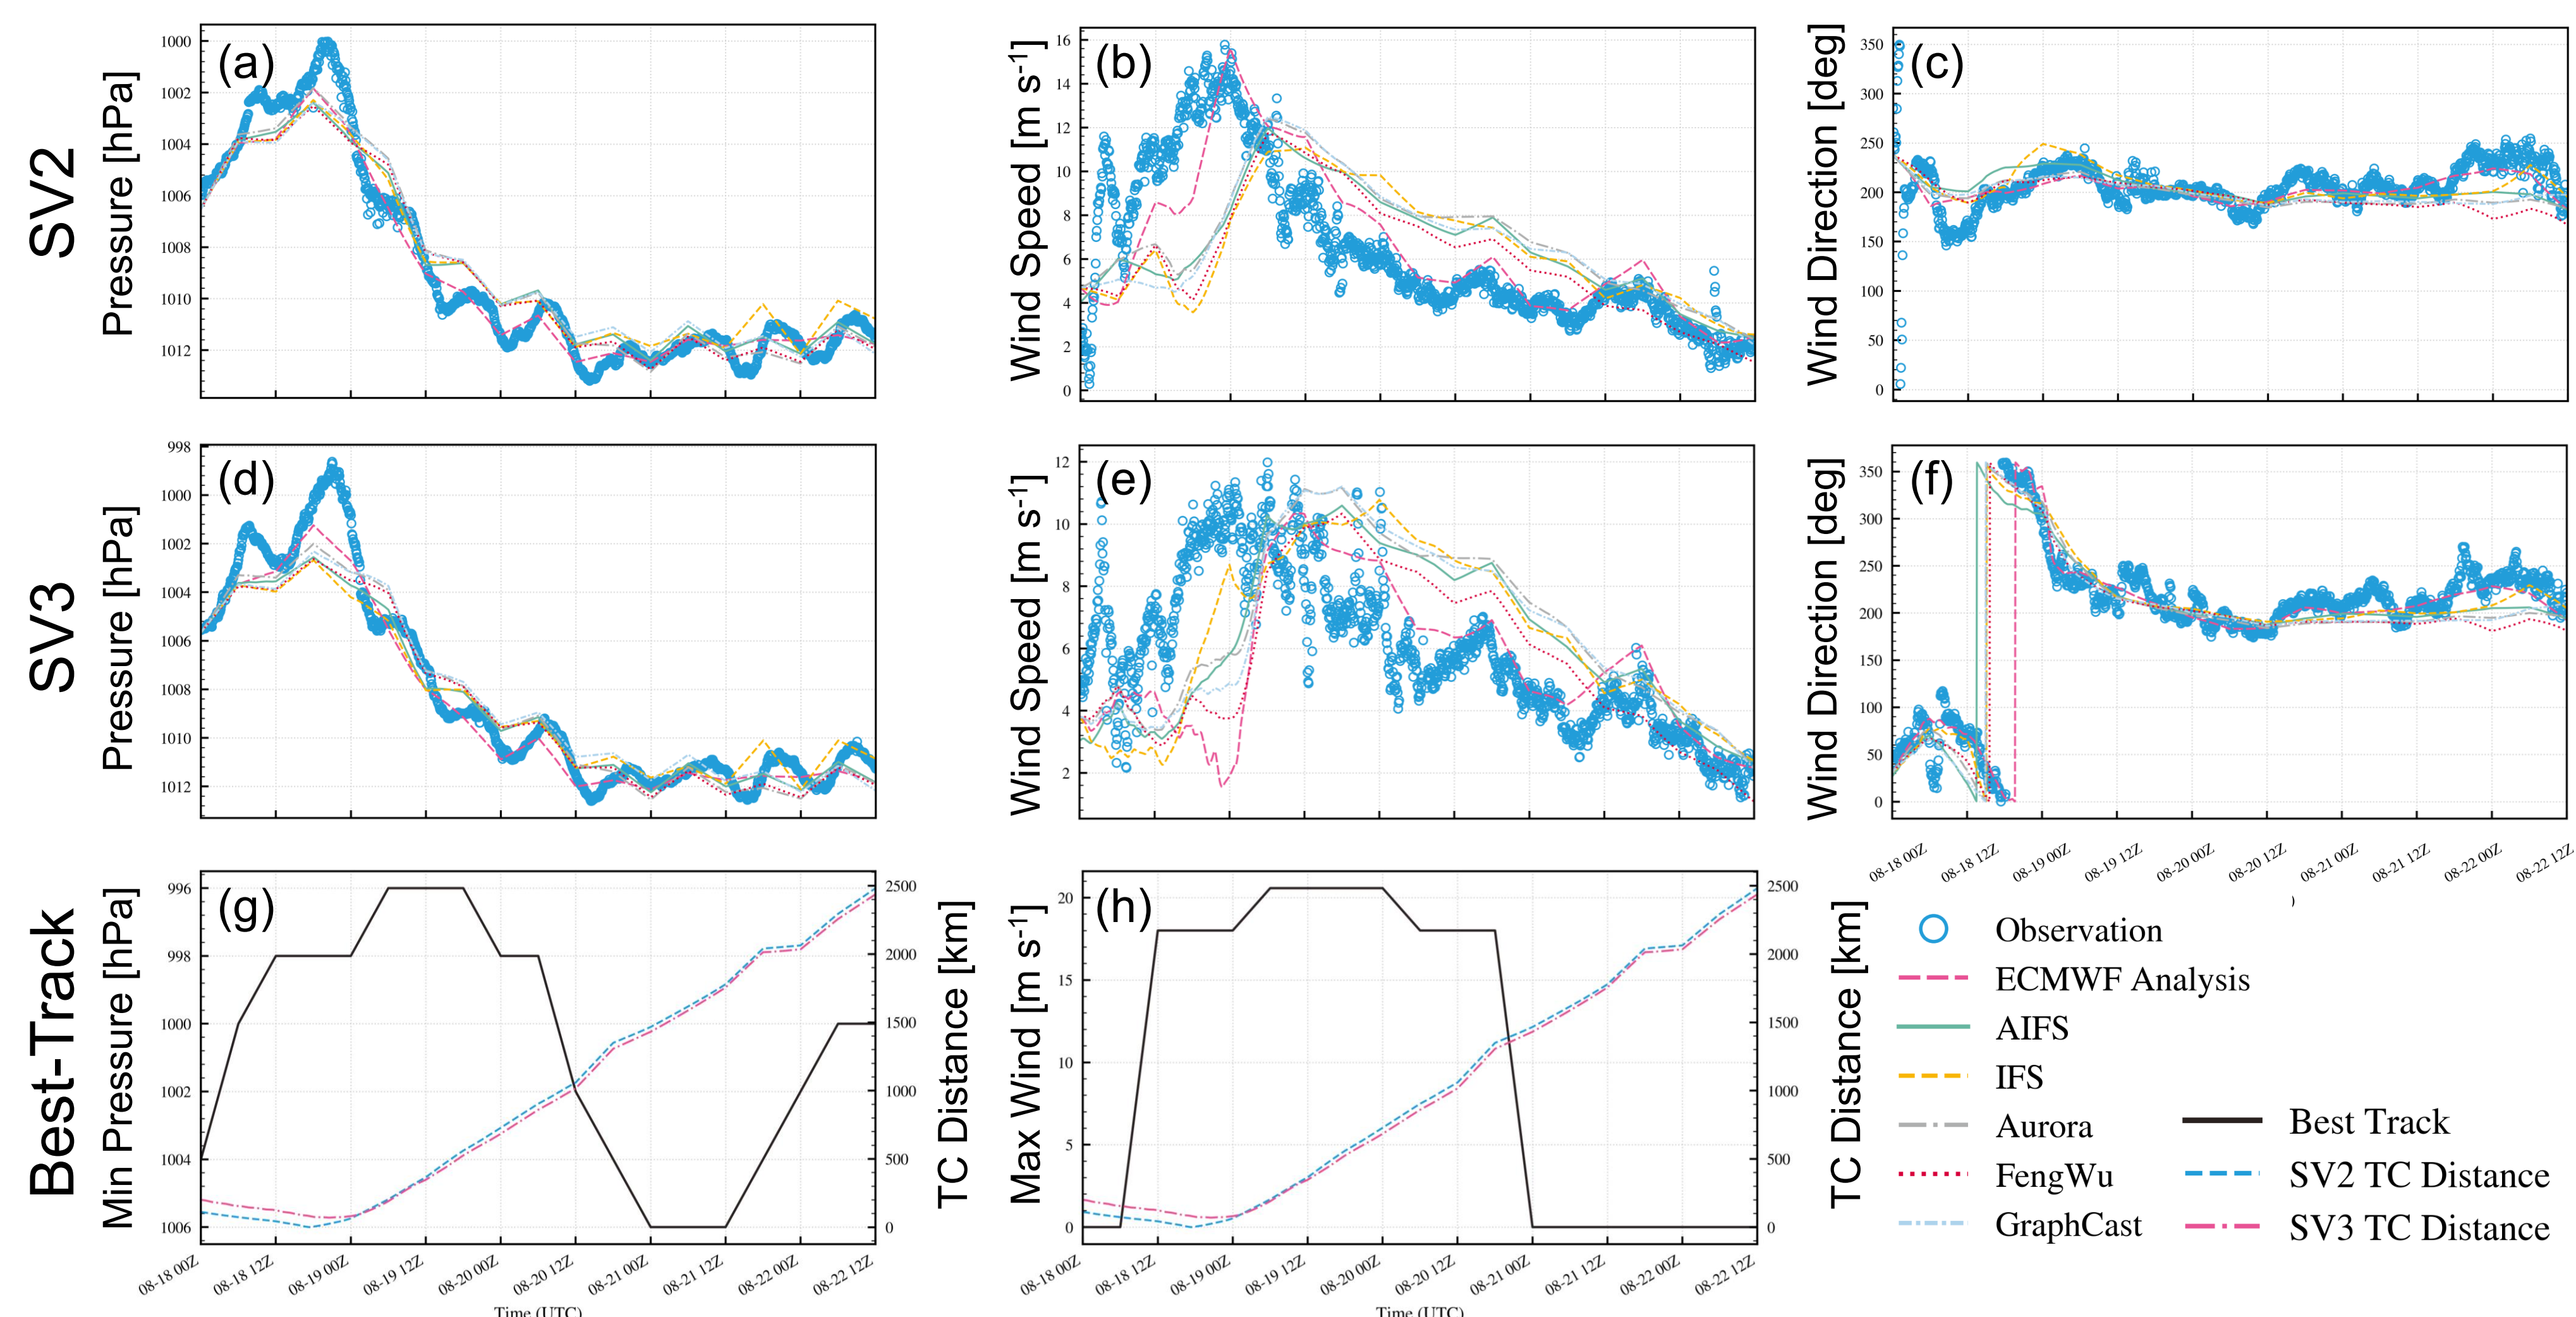 SV2
Pressure [hPa]
(a)
1000
1002
1004
1006
1008
1010
1012
Wind Speed [m s-1]
(b)
16
14
12
10
8
6
4
2
0
Wind Direction [deg]
(c)
350
300
250
200
150
100
50
0
SV3
Pressure [hPa]
(d)
998
1000
1002
1004
1006
1008
1010
1012
Wind Speed [m s-1]
(e)
12
10
8
6
4
2
Wind Direction [deg]
(f)
350
300
250
200
150
100
50
0
08-18 00Z
08-18 12Z
08-19 00Z
08-19 12Z
08-20 00Z
08-20 12Z
08-21 00Z
08-21 12Z
08-22 00Z
08-22 12Z
Best-Track
Min Pressure [hPa]
(g)
996
998
1000
1002
1004
1006
2500
2000
1500
1000
500
0
TC Distance [km]
08-18 00Z
08-18 12Z
08-19 00Z
08-19 12Z
08-20 00Z
08-20 12Z
08-21 00Z
08-21 12Z
08-22 00Z
08-22 12Z
Time (UTC)
Max Wind [m s-1]
(h)
20
15
10
5
0
2500
2000
1500
1000
500
0
TC Distance [km]
08-18 00Z
08-18 12Z
08-19 00Z
08-19 12Z
08-20 00Z
08-20 12Z
08-21 00Z
08-21 12Z
08-22 00Z
08-22 12Z
Time (UTC)
Observation
ECMWF Analysis
AIFS
IFS
Aurora
FengWu
GraphCast
Best Track
SV2 TC Distance
SV3 TC Distance